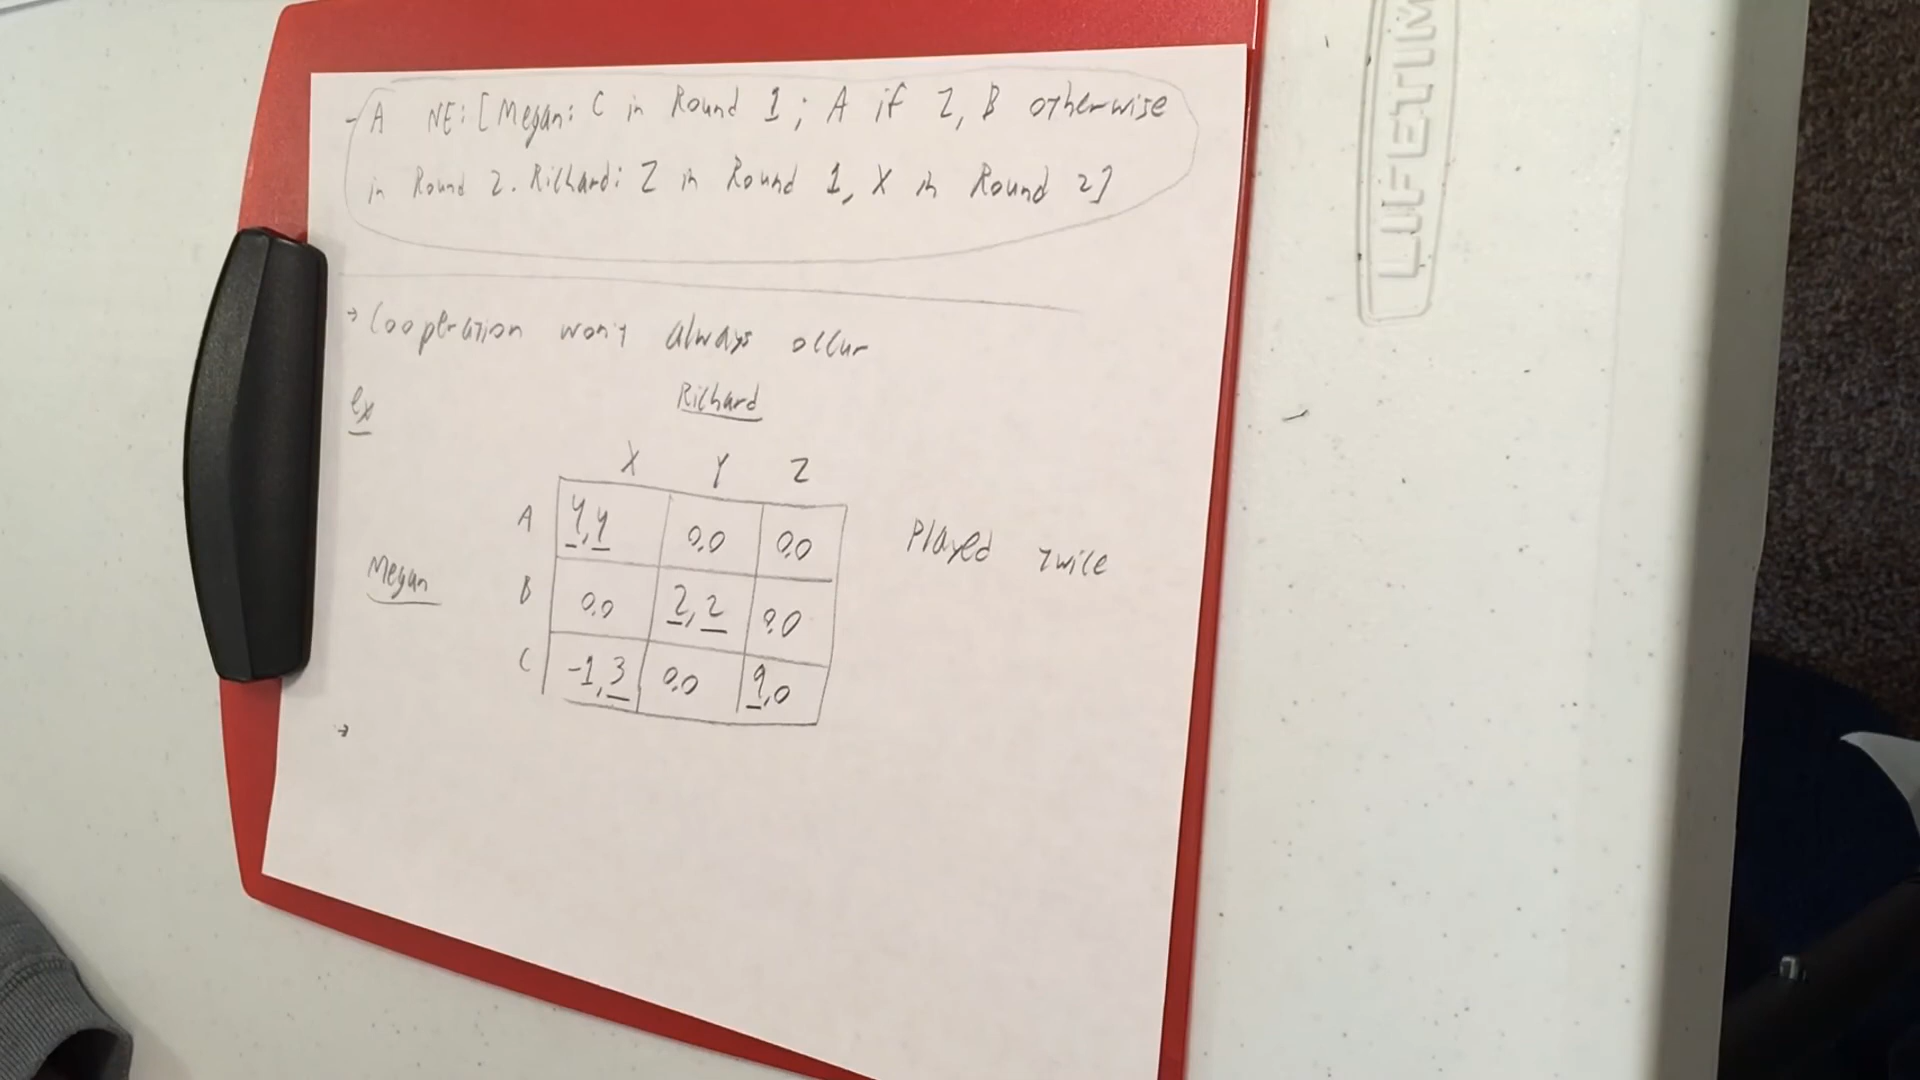 - A NE: [Megan: C in Round 1; A if Z, B otherwise
in Round 2. Richard: Z in Round 1, X in Round 2]
→ Cooperation won't always occur
ex
Richard
X Y Z
A 4,4 0,0 0,0
Played twice
Megan
B 0,0 2,2 0,0
C -1,3 0,0 9,0
→
LIFETIM